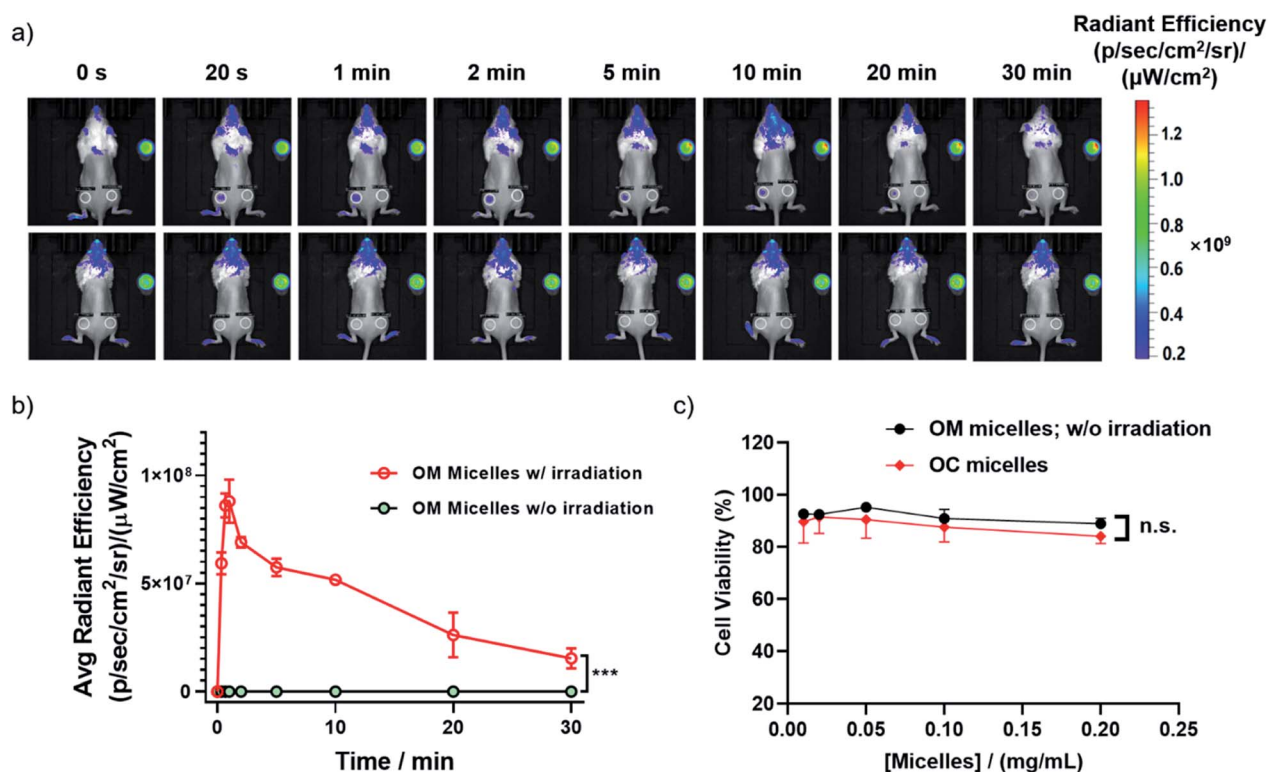 a)
0 s 20 s 1 min 2 min 5 min 10 min 20 min 30 min
Radiant Efficiency
(p/sec/cm²/sr)/
(µW/cm²)
1.2
1.0
0.8
×10⁹
0.6
0.4
0.2
b)
Avg Radiant Efficiency
(p/sec/cm²/sr)/(µW/cm²)
1×10⁸
5×10⁷
0
OM Micelles w/ irradiation
OM Micelles w/o irradiation
***
0 10 20 30
Time / min
c)
OM micelles; w/o irradiation
OC micelles
Cell Viability (%)
120
100
80
60
40
20
n.s.
0.00 0.05 0.10 0.15 0.20 0.25
[Micelles] / (mg/mL)